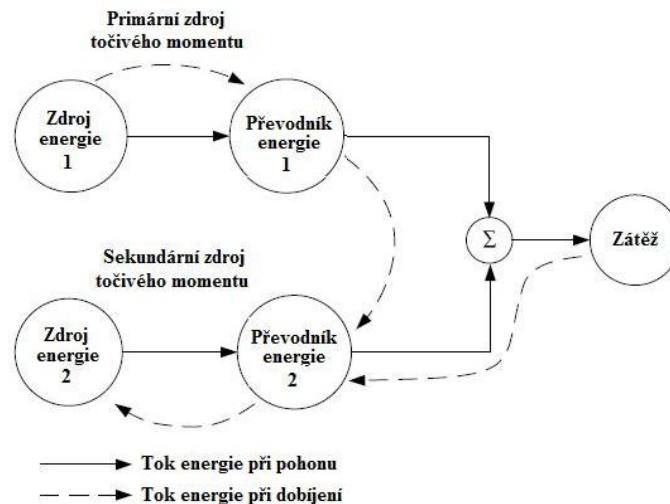 Primární zdroj
točivého momentu
Zdroj
energie
1
Převodník
energie
1
Σ
Zátěž
Sekundární zdroj
točivého momentu
Zdroj
energie
2
Převodník
energie
2
Tok energie při pohonu
Tok energie při dobíjení